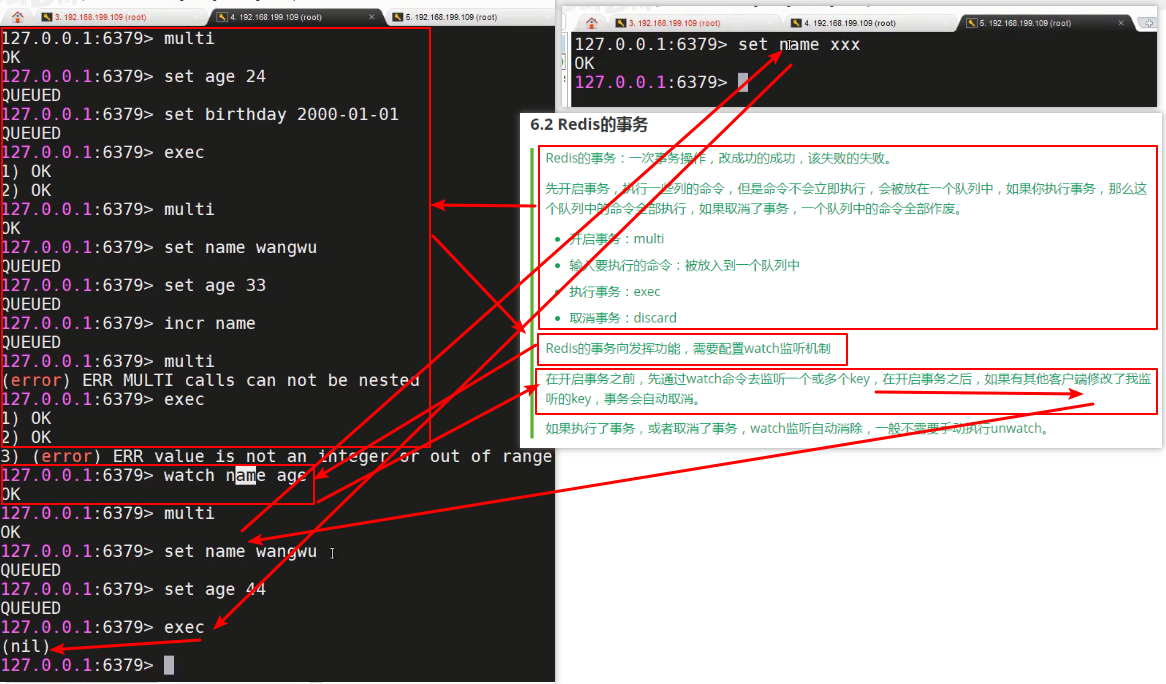 3. 192.168.199.109 (root)
4. 192.168.199.109 (root)
5. 192.168.199.109 (root)
127.0.0.1:6379> multi
OK
127.0.0.1:6379> set age 24
QUEUED
127.0.0.1:6379> set birthday 2000-01-01
QUEUED
127.0.0.1:6379> exec
1) OK
2) OK
127.0.0.1:6379> multi
OK
127.0.0.1:6379> set name wangwu
QUEUED
127.0.0.1:6379> set age 33
QUEUED
127.0.0.1:6379> incr name
QUEUED
127.0.0.1:6379> multi
(error) ERR MULTI calls can not be nested
127.0.0.1:6379> exec
1) OK
2) OK
3) (error) ERR value is not an integer or out of range
127.0.0.1:6379> watch name age
OK
127.0.0.1:6379> multi
OK
127.0.0.1:6379> set name wangwu
QUEUED
127.0.0.1:6379> set age 44
QUEUED
127.0.0.1:6379> exec
(nil)
127.0.0.1:6379>
3. 192.168.199.109 (root)
4. 192.168.199.109 (root)
5. 192.168.199.109 (root)
127.0.0.1:6379> set name xxx
OK
127.0.0.1:6379>
6.2 Redis的事务
Redis的事务：一次事务操作，改成功的成功，该失败的失败。
先开启事务，执行一些列的命令，但是命令不会立即执行，会被放在一个队列中，如果你执行事务，那么这
个队列中的命令全部执行，如果取消了事务，一个队列中的命令全部作废。
• 开启事务：multi
• 输入要执行的命令：被放入到一个队列中
• 执行事务：exec
• 取消事务：discard
Redis的事务向发挥功能，需要配置watch监听机制
在开启事务之前，先通过watch命令去监听一个或多个key，在开启事务之后，如果有其他客户端修改了我监
听的key，事务会自动取消。
如果执行了事务，或者取消了事务，watch监听自动消除，一般不需要手动执行unwatch。